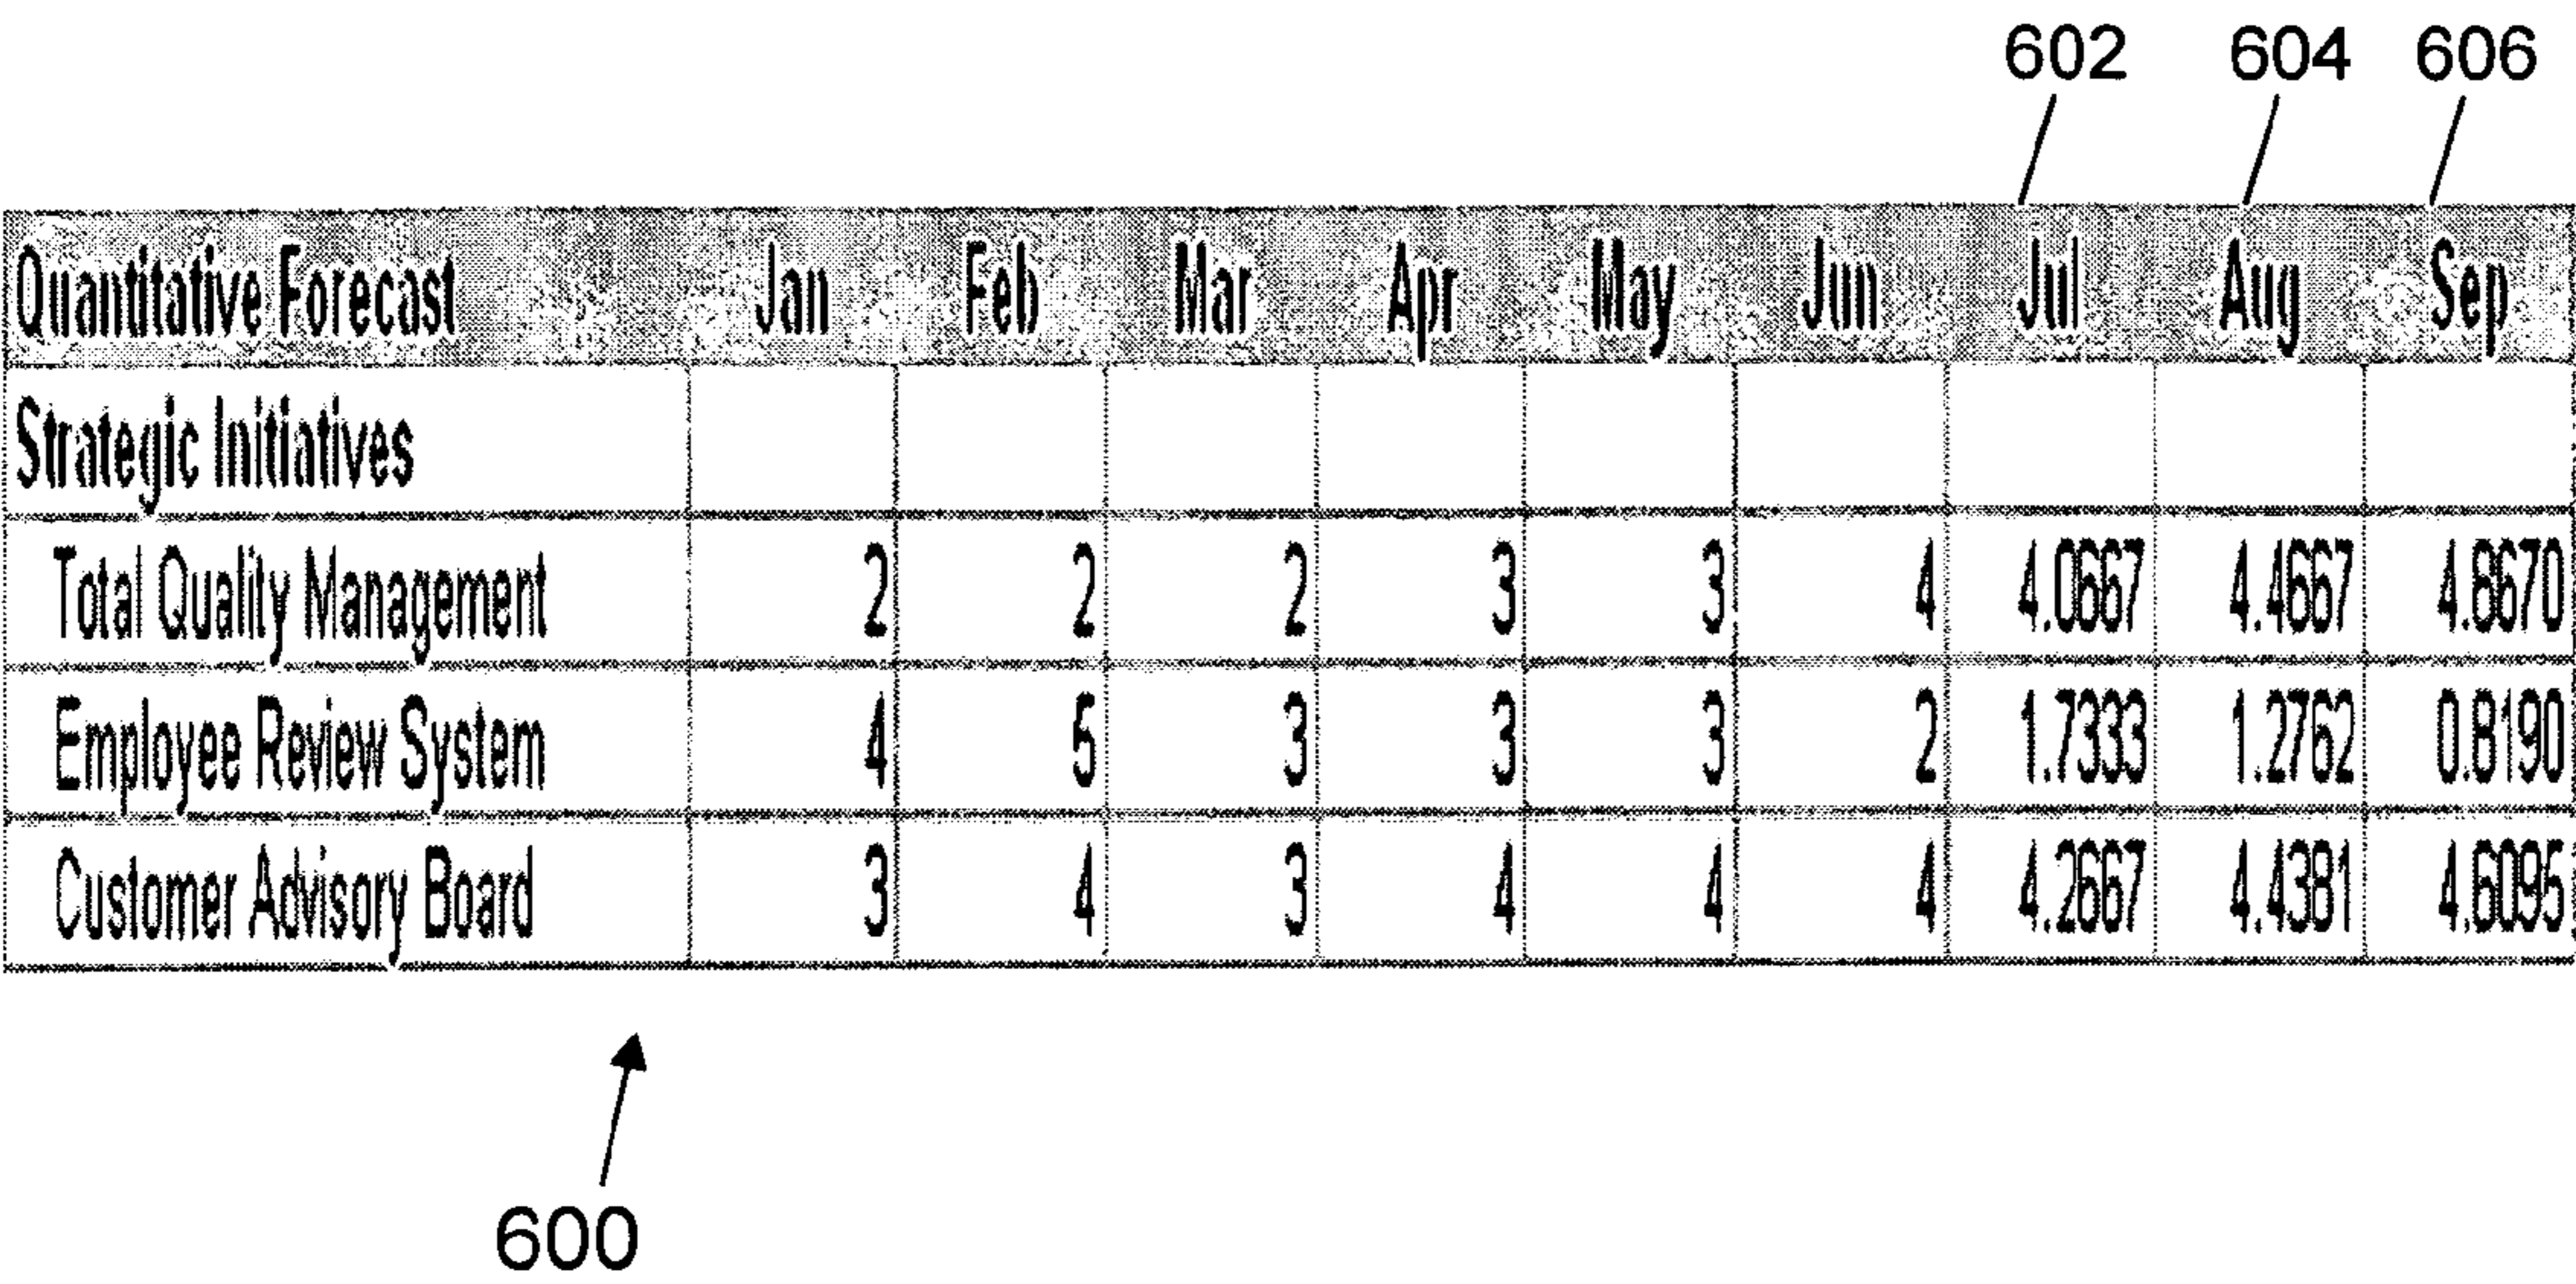 602 604 606
Quantitative Forecast Jan Feb Mar Apr May Jun Jul Aug Sep
Strategic Initiatives
Total Quality Management 2 2 2 3 3 4 4.0667 4.4667 4.8670
Employee Review System 4 5 3 3 3 2 1.7333 1.2762 0.8190
Customer Advisory Board 3 4 3 4 4 4 4.2667 4.4381 4.6095
600